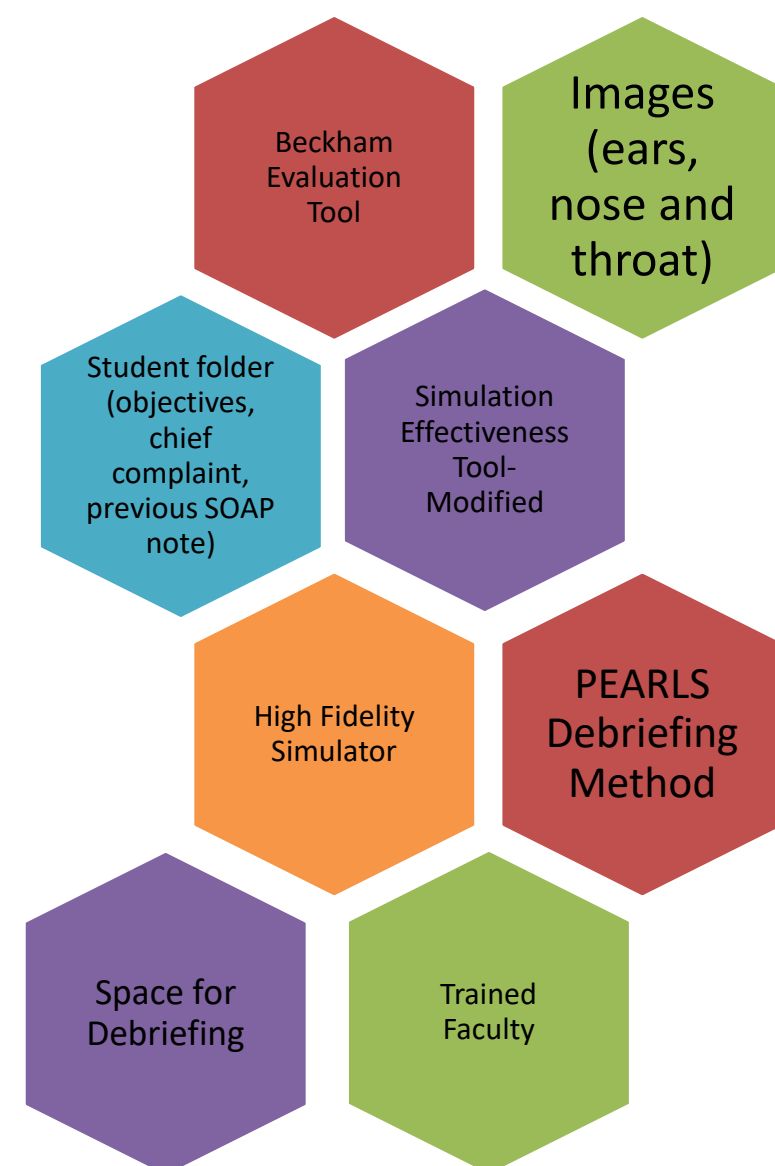 Beckham
Evaluation
Tool
Images
(ears,
nose and
throat)
Student folder
(objectives,
chief
complaint,
previous SOAP
note)
Simulation
Effectiveness
Tool-
Modified
High Fidelity
Simulator
PEARLS
Debriefing
Method
Space for
Debriefing
Trained
Faculty